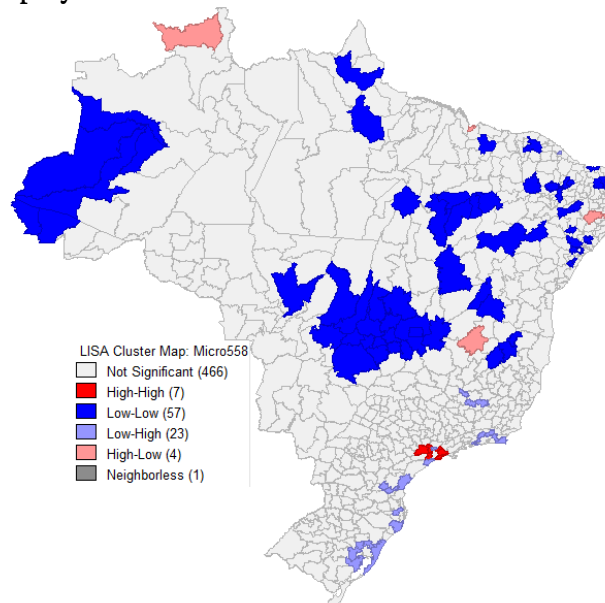 LISA Cluster Map: Micro558
Not Significant (466)
High-High (7)
Low-Low (57)
Low-High (23)
High-Low (4)
Neighborless (1)